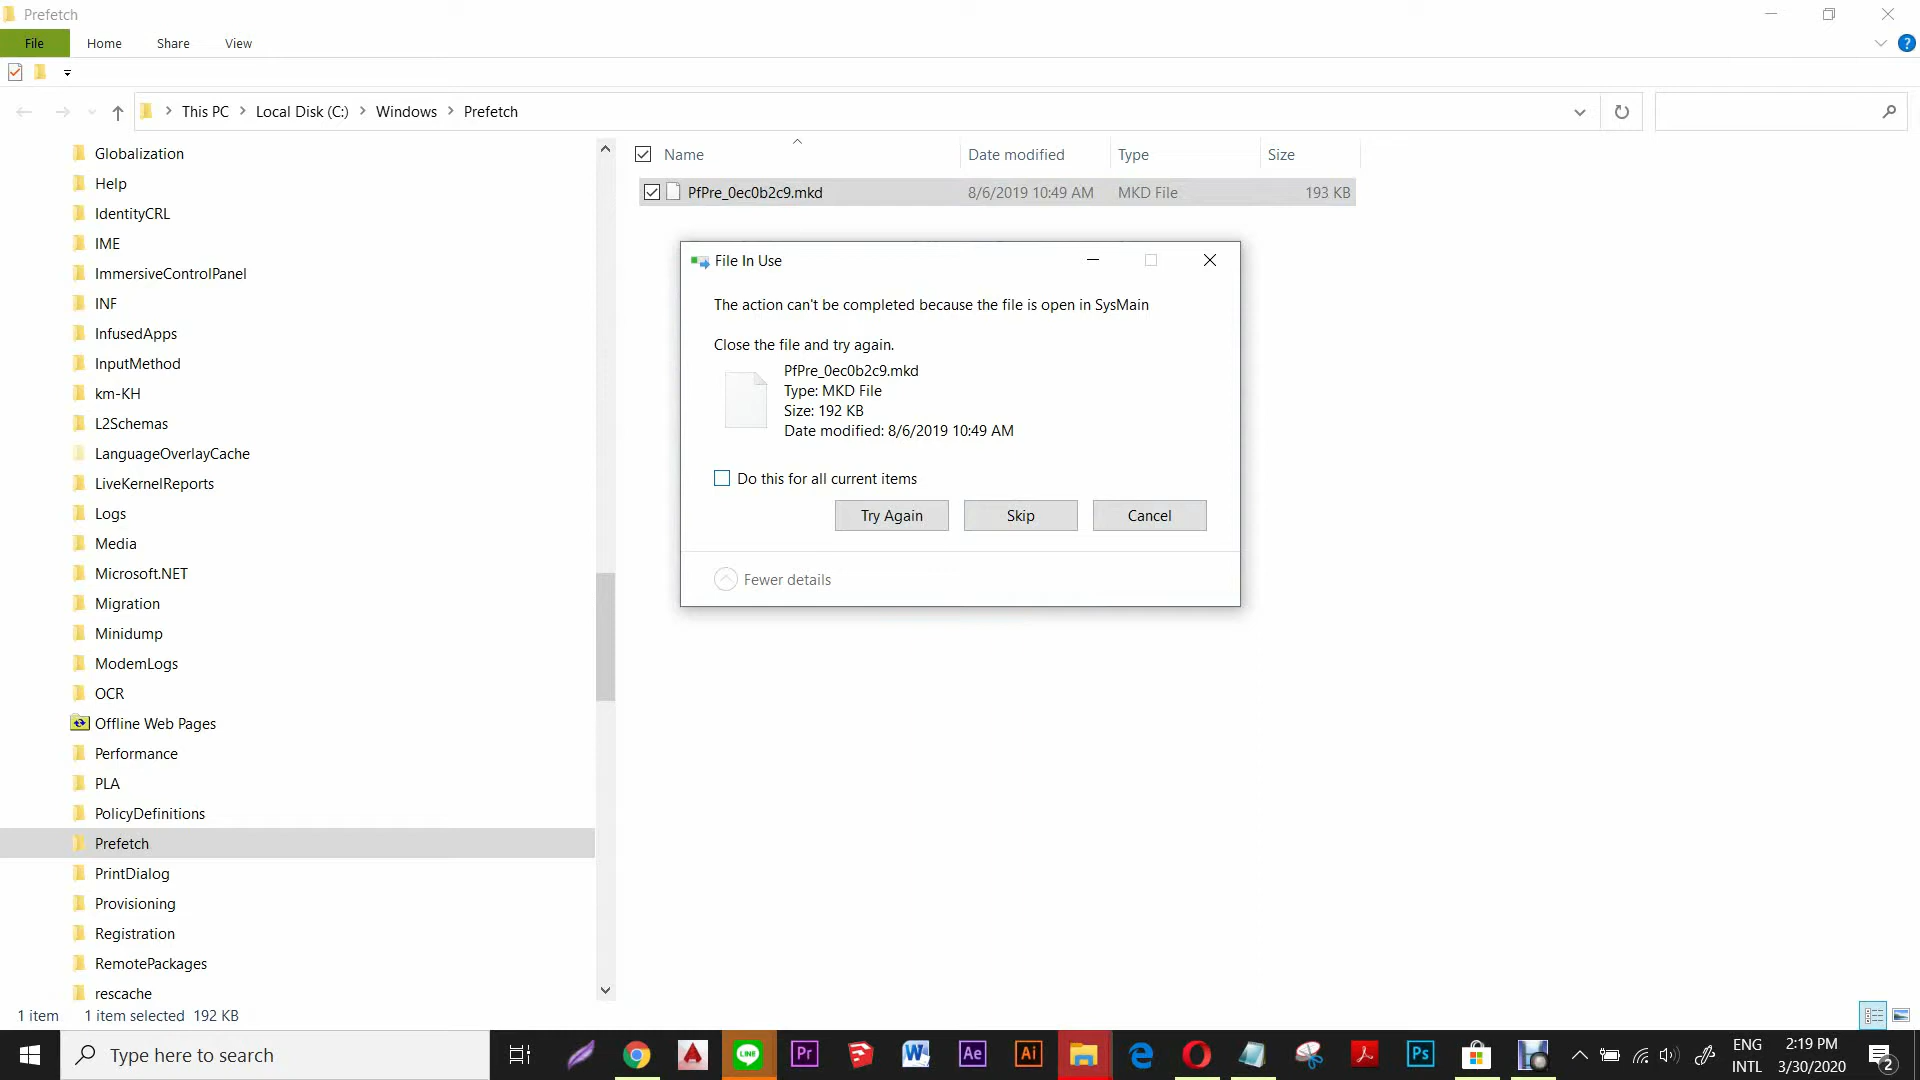 Prefetch
File
Home
Share
View
This PC
Local Disk (C:)
Windows
Prefetch
Globalization
Help
IdentityCRL
IME
ImmersiveControlPanel
INF
InfusedApps
InputMethod
km-KH
L2Schemas
LanguageOverlayCache
LiveKernelReports
Logs
Media
Microsoft.NET
Migration
Minidump
ModemLogs
OCR
Offline Web Pages
Performance
PLA
PolicyDefinitions
Prefetch
PrintDialog
Provisioning
Registration
RemotePackages
rescache
Name
Date modified
Type
Size
PfPre_0ec0b2c9.mkd
8/6/2019 10:49 AM
MKD File
193 KB
File In Use
The action can't be completed because the file is open in SysMain
Close the file and try again.
PfPre_0ec0b2c9.mkd
Type: MKD File
Size: 192 KB
Date modified: 8/6/2019 10:49 AM
Do this for all current items
Try Again
Skip
Cancel
Fewer details
1 item
1 item selected 192 KB
Type here to search
LINE
Pr
W
Ae
Ai
Ps
ENG
INTL
2:19 PM
3/30/2020
2